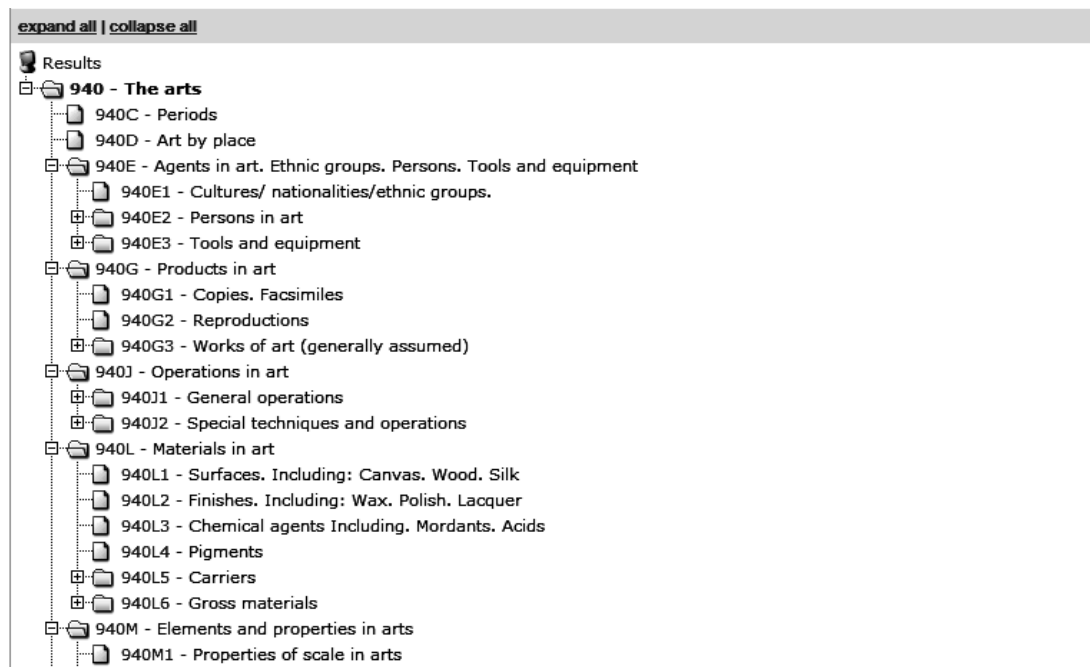 expand all | collapse all
Results
940 - The arts
940C - Periods
940D - Art by place
940E - Agents in art. Ethnic groups. Persons. Tools and equipment
940E1 - Cultures/ nationalities/ethnic groups.
940E2 - Persons in art
940E3 - Tools and equipment
940G - Products in art
940G1 - Copies. Facsimiles
940G2 - Reproductions
940G3 - Works of art (generally assumed)
940J - Operations in art
940J1 - General operations
940J2 - Special techniques and operations
940L - Materials in art
940L1 - Surfaces. Including: Canvas. Wood. Silk
940L2 - Finishes. Including: Wax. Polish. Lacquer
940L3 - Chemical agents Including. Mordants. Acids
940L4 - Pigments
940L5 - Carriers
940L6 - Gross materials
940M - Elements and properties in arts
940M1 - Properties of scale in arts